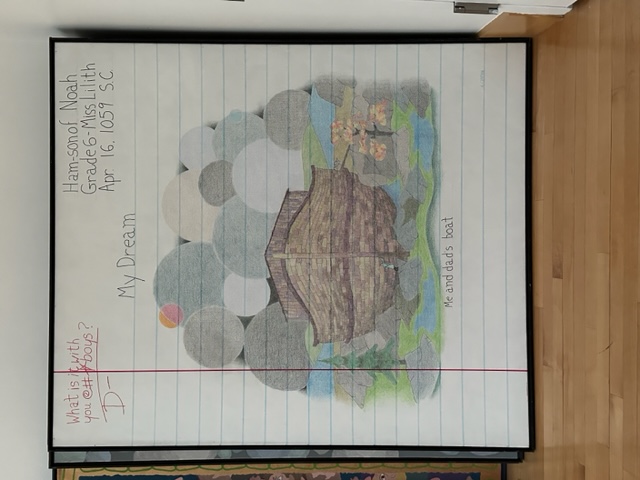 What is it with
you @##*boys?
D-
Ham-son of Noah
Grade 6-Miss Lilith
Apr 16, 1059 S.C
My Dream
Me and dad's boat